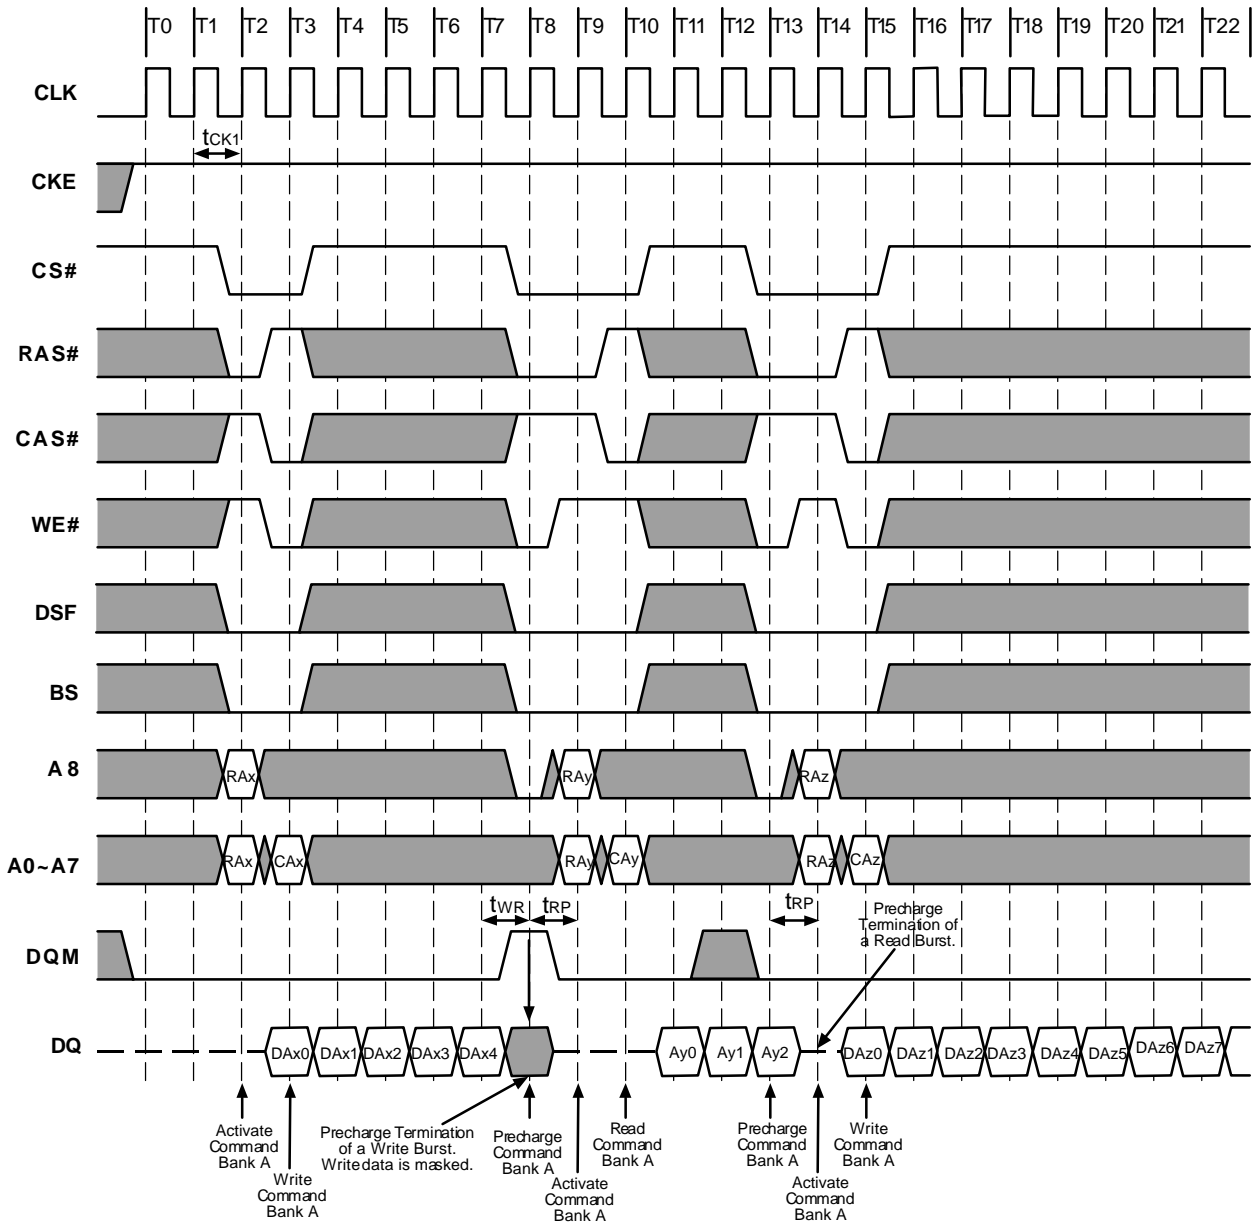 T0 T1 T2 T3 T4 T5 T6 T7 T8 T9 T10 T11 T12 T13 T14 T15 T16 T17 T18 T19 T20 T21 T22
CLK
tCK1
CKE
CS#
RAS#
CAS#
WE#
DSF
BS
A8
RAx RAy RAz
A0~A7
RAx CAx RAy CAy RAz CAz
tWR tRP tRP
Precharge
Termination of
a Read Burst.
DQM
DQ
DAx0 DAx1 DAx2 DAx3 DAx4 Ay0 Ay1 Ay2 DAz0 DAz1 DAz2 DAz3 DAz4 DAz5 DAz6 DAz7
Activate
Command
Bank A
Write
Command
Bank A
Precharge Termination
of a Write Burst.
Write data is masked.
Precharge
Command
Bank A
Activate
Command
Bank A
Read
Command
Bank A
Precharge
Command
Bank A
Activate
Command
Bank A
Write
Command
Bank A